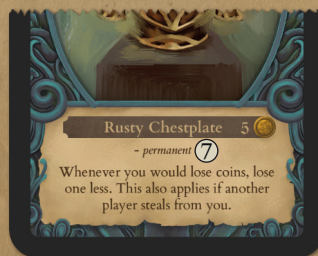 Rusty Chestplate 5
- permanent 7
Whenever you would lose coins, lose
one less. This also applies if another
player steals from you.